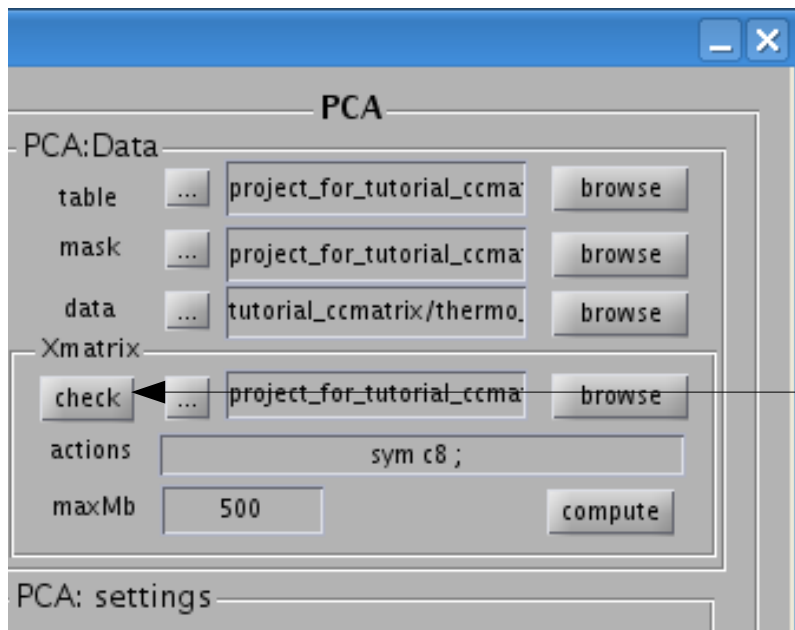 PCA
PCA:Data
table ... project_for_tutorial_ccma browse
mask ... project_for_tutorial_ccma browse
data ... tutorial_ccmatrix/thermo_ browse
Xmatrix
check ... project_for_tutorial_ccma browse
actions sym c8 ;
maxMb 500 compute
PCA: settings